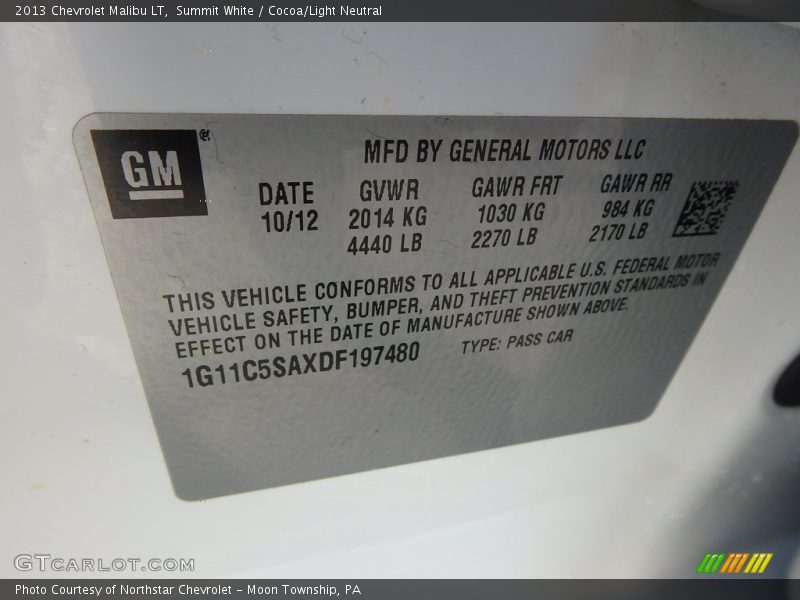 2013 Chevrolet Malibu LT, Summit White / Cocoa/Light Neutral
GM®
MFD BY GENERAL MOTORS LLC
DATE GVWR GAWR FRT GAWR RR
10/12 2014 KG 1030 KG 984 KG
4440 LB 2270 LB 2170 LB
THIS VEHICLE CONFORMS TO ALL APPLICABLE U.S. FEDERAL MOTOR
VEHICLE SAFETY, BUMPER, AND THEFT PREVENTION STANDARDS IN
EFFECT ON THE DATE OF MANUFACTURE SHOWN ABOVE.
1G11C5SAXDF197480 TYPE: PASS CAR
GTCARLOT.COM
Photo Courtesy of Northstar Chevrolet - Moon Township, PA